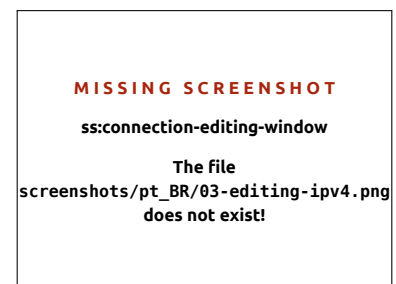 MISSING SCREENSHOT
ss:connection-editing-window
The file
screenshots/pt_BR/03-editing-ipv4.png
does not exist!